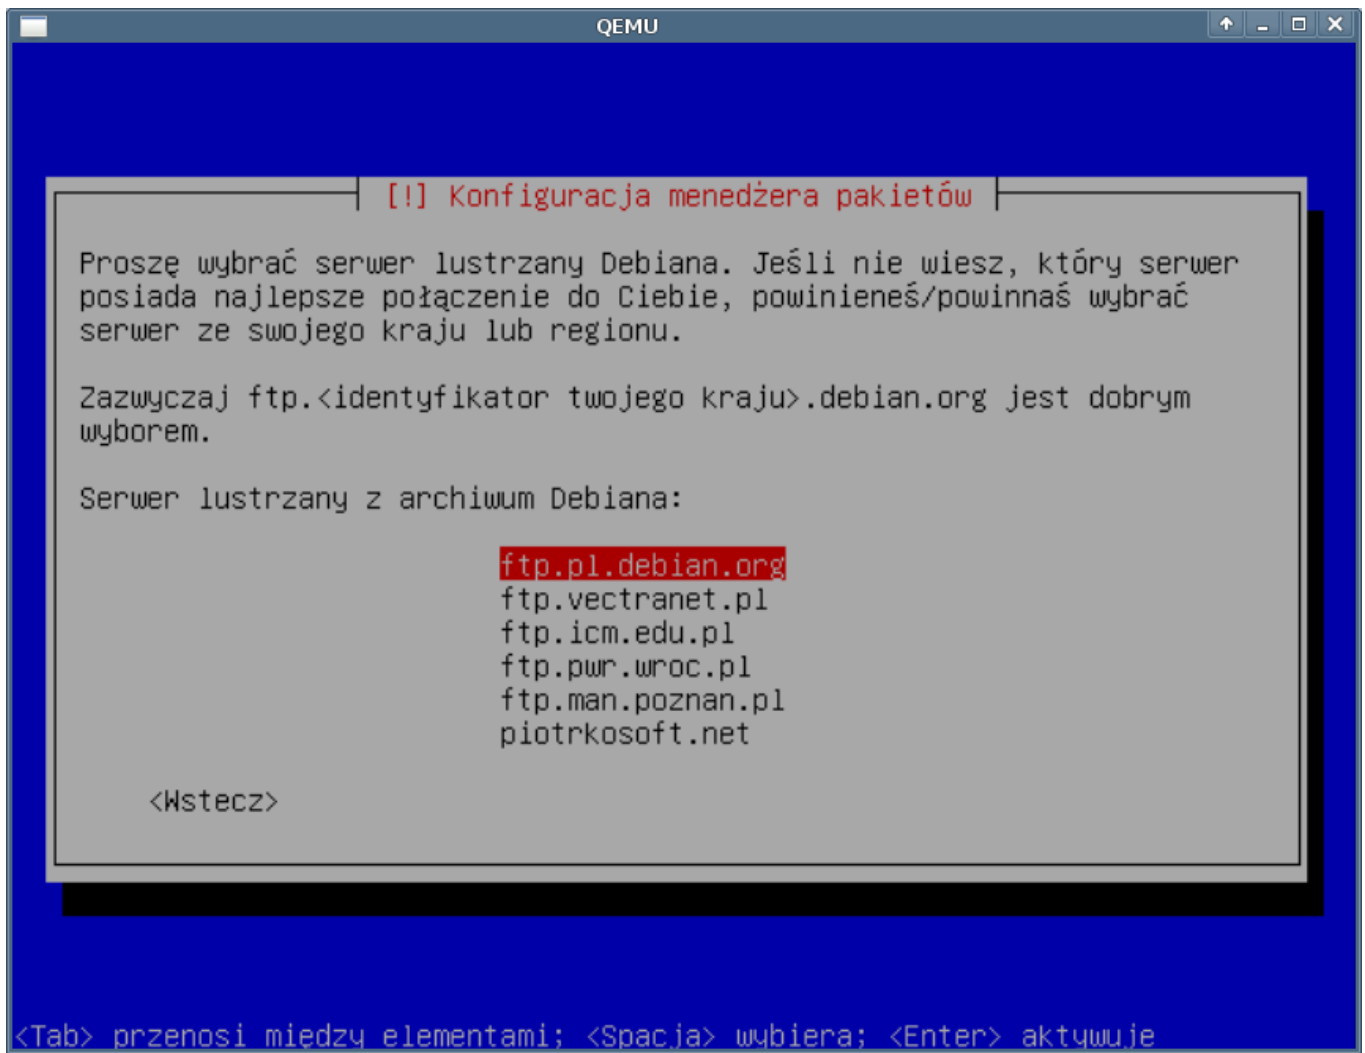 QEMU
[!] Konfiguracja menedżera pakietów
Proszę wybrać serwer lustrzany Debiana. Jeśli nie wiesz, który serwer
posiada najlepsze połączenie do Ciebie, powinieneś/powinnaś wybrać
serwer ze swojego kraju lub regionu.
Zazwyczaj ftp.<identyfikator twojego kraju>.debian.org jest dobrym
wyborem.
Serwer lustrzany z archiwum Debiana:
ftp.pl.debian.org
ftp.vectranet.pl
ftp.icm.edu.pl
ftp.pwr.wroc.pl
ftp.man.poznan.pl
piotrkosoft.net
<Wstecz>
<Tab> przenosi między elementami; <Spacja> wybiera; <Enter> aktywuje